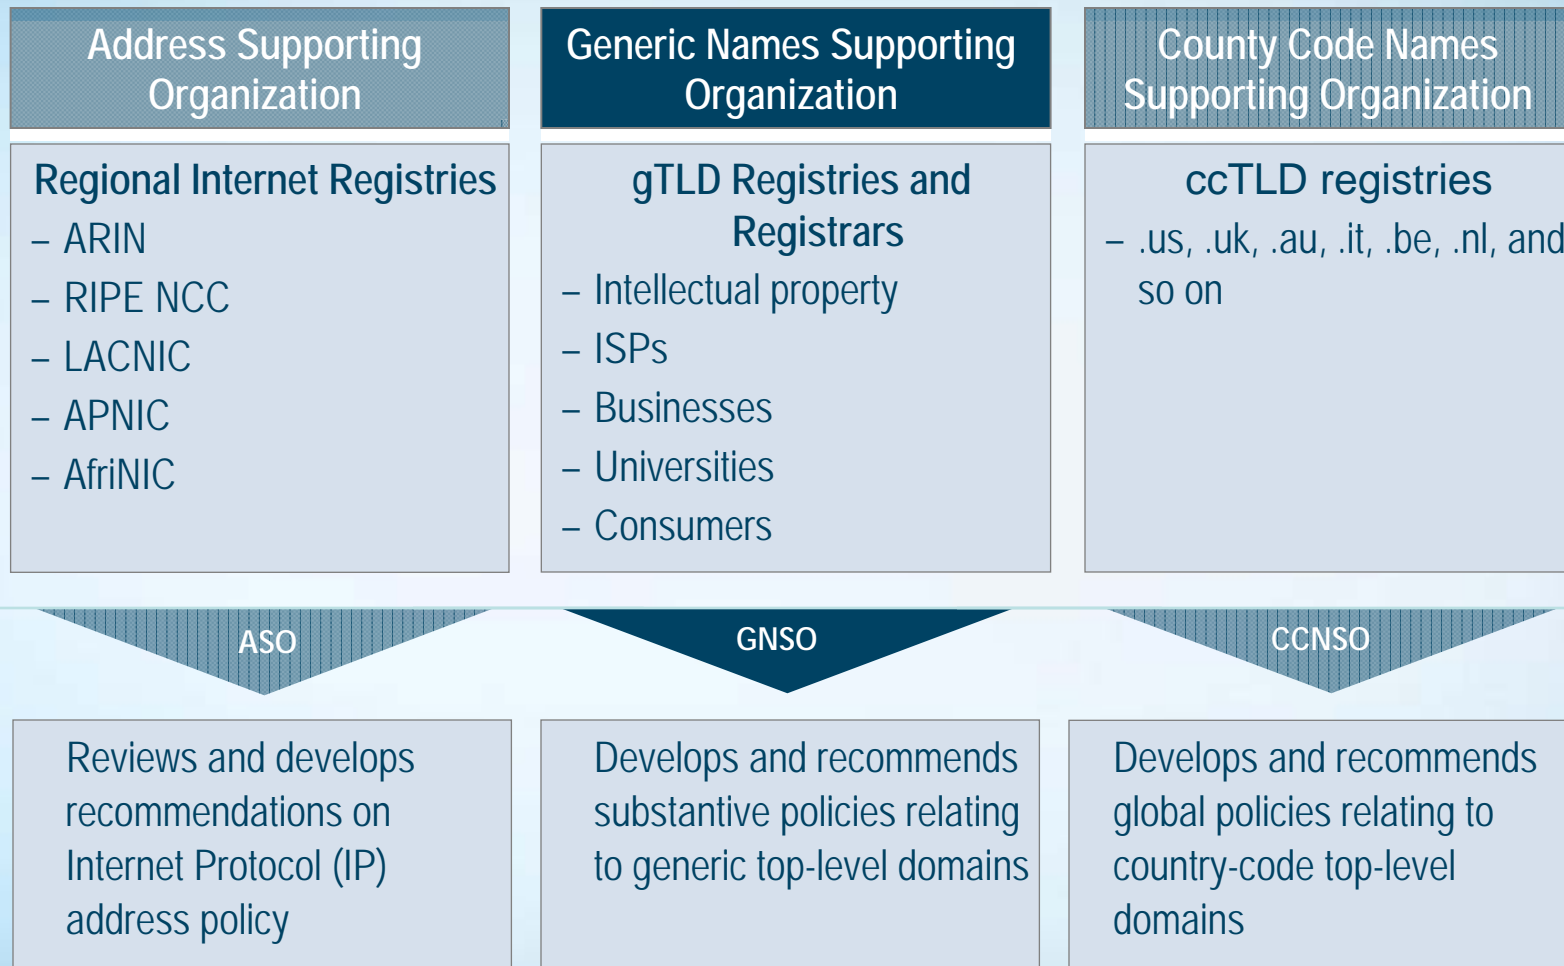 Address Supporting
Organization
Regional Internet Registries
– ARIN
– RIPE NCC
– LACNIC
– APNIC
– AfriNIC
ASO
Reviews and develops
recommendations on
Internet Protocol (IP)
address policy
Generic Names Supporting
Organization
gTLD Registries and
Registrars
– Intellectual property
– ISPs
– Businesses
– Universities
– Consumers
GNSO
Develops and recommends
substantive policies relating
to generic top-level domains
County Code Names
Supporting Organization
ccTLD registries
– .us, .uk, .au, .it, .be, .nl, and
so on
CCNSO
Develops and recommends
global policies relating to
country-code top-level
domains